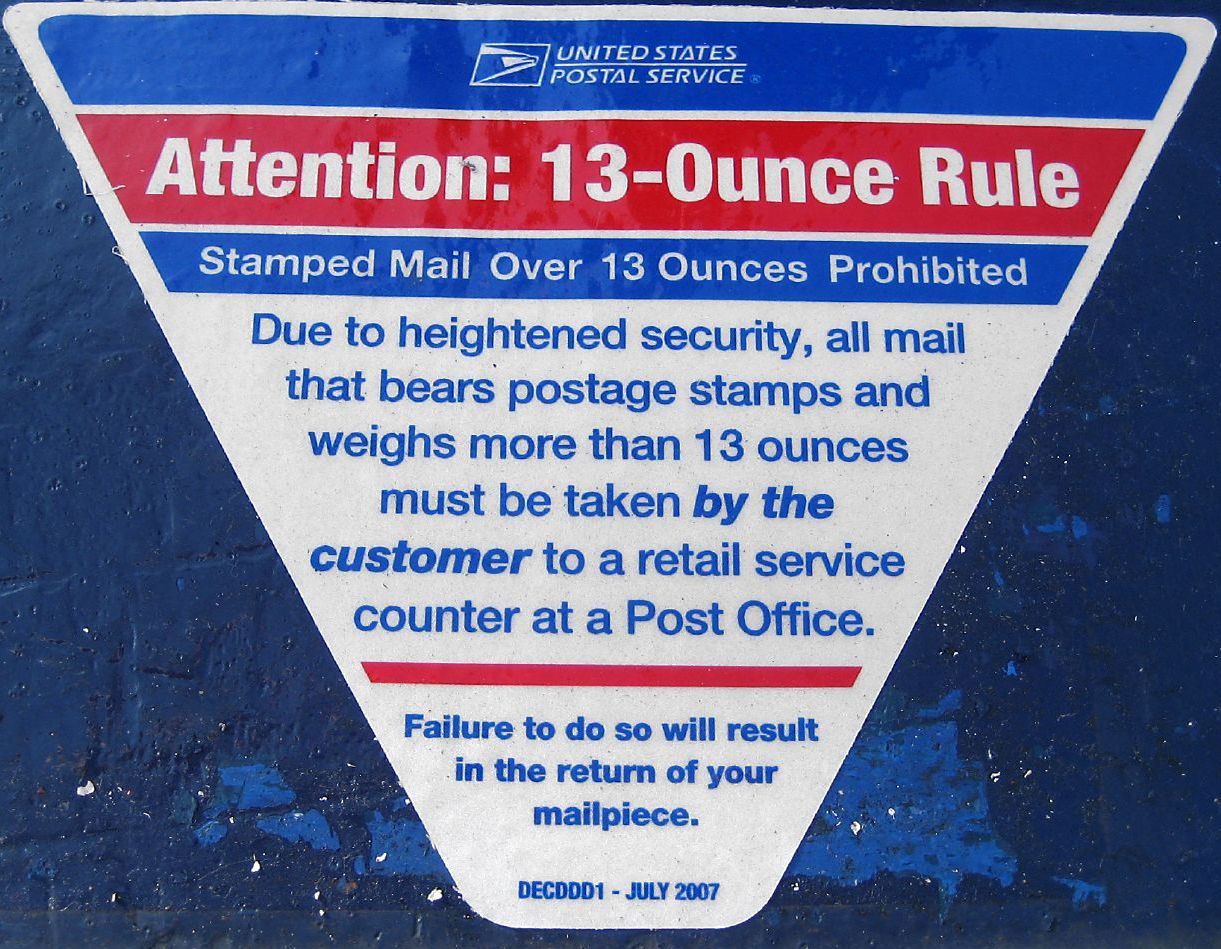 UNITED STATES
POSTAL SERVICE®
Attention: 13-Ounce Rule
Stamped Mail Over 13 Ounces Prohibited
Due to heightened security, all mail
that bears postage stamps and
weighs more than 13 ounces
must be taken by the
customer to a retail service
counter at a Post Office.
Failure to do so will result
in the return of your
mailpiece.
DECDDD1 - JULY 2007